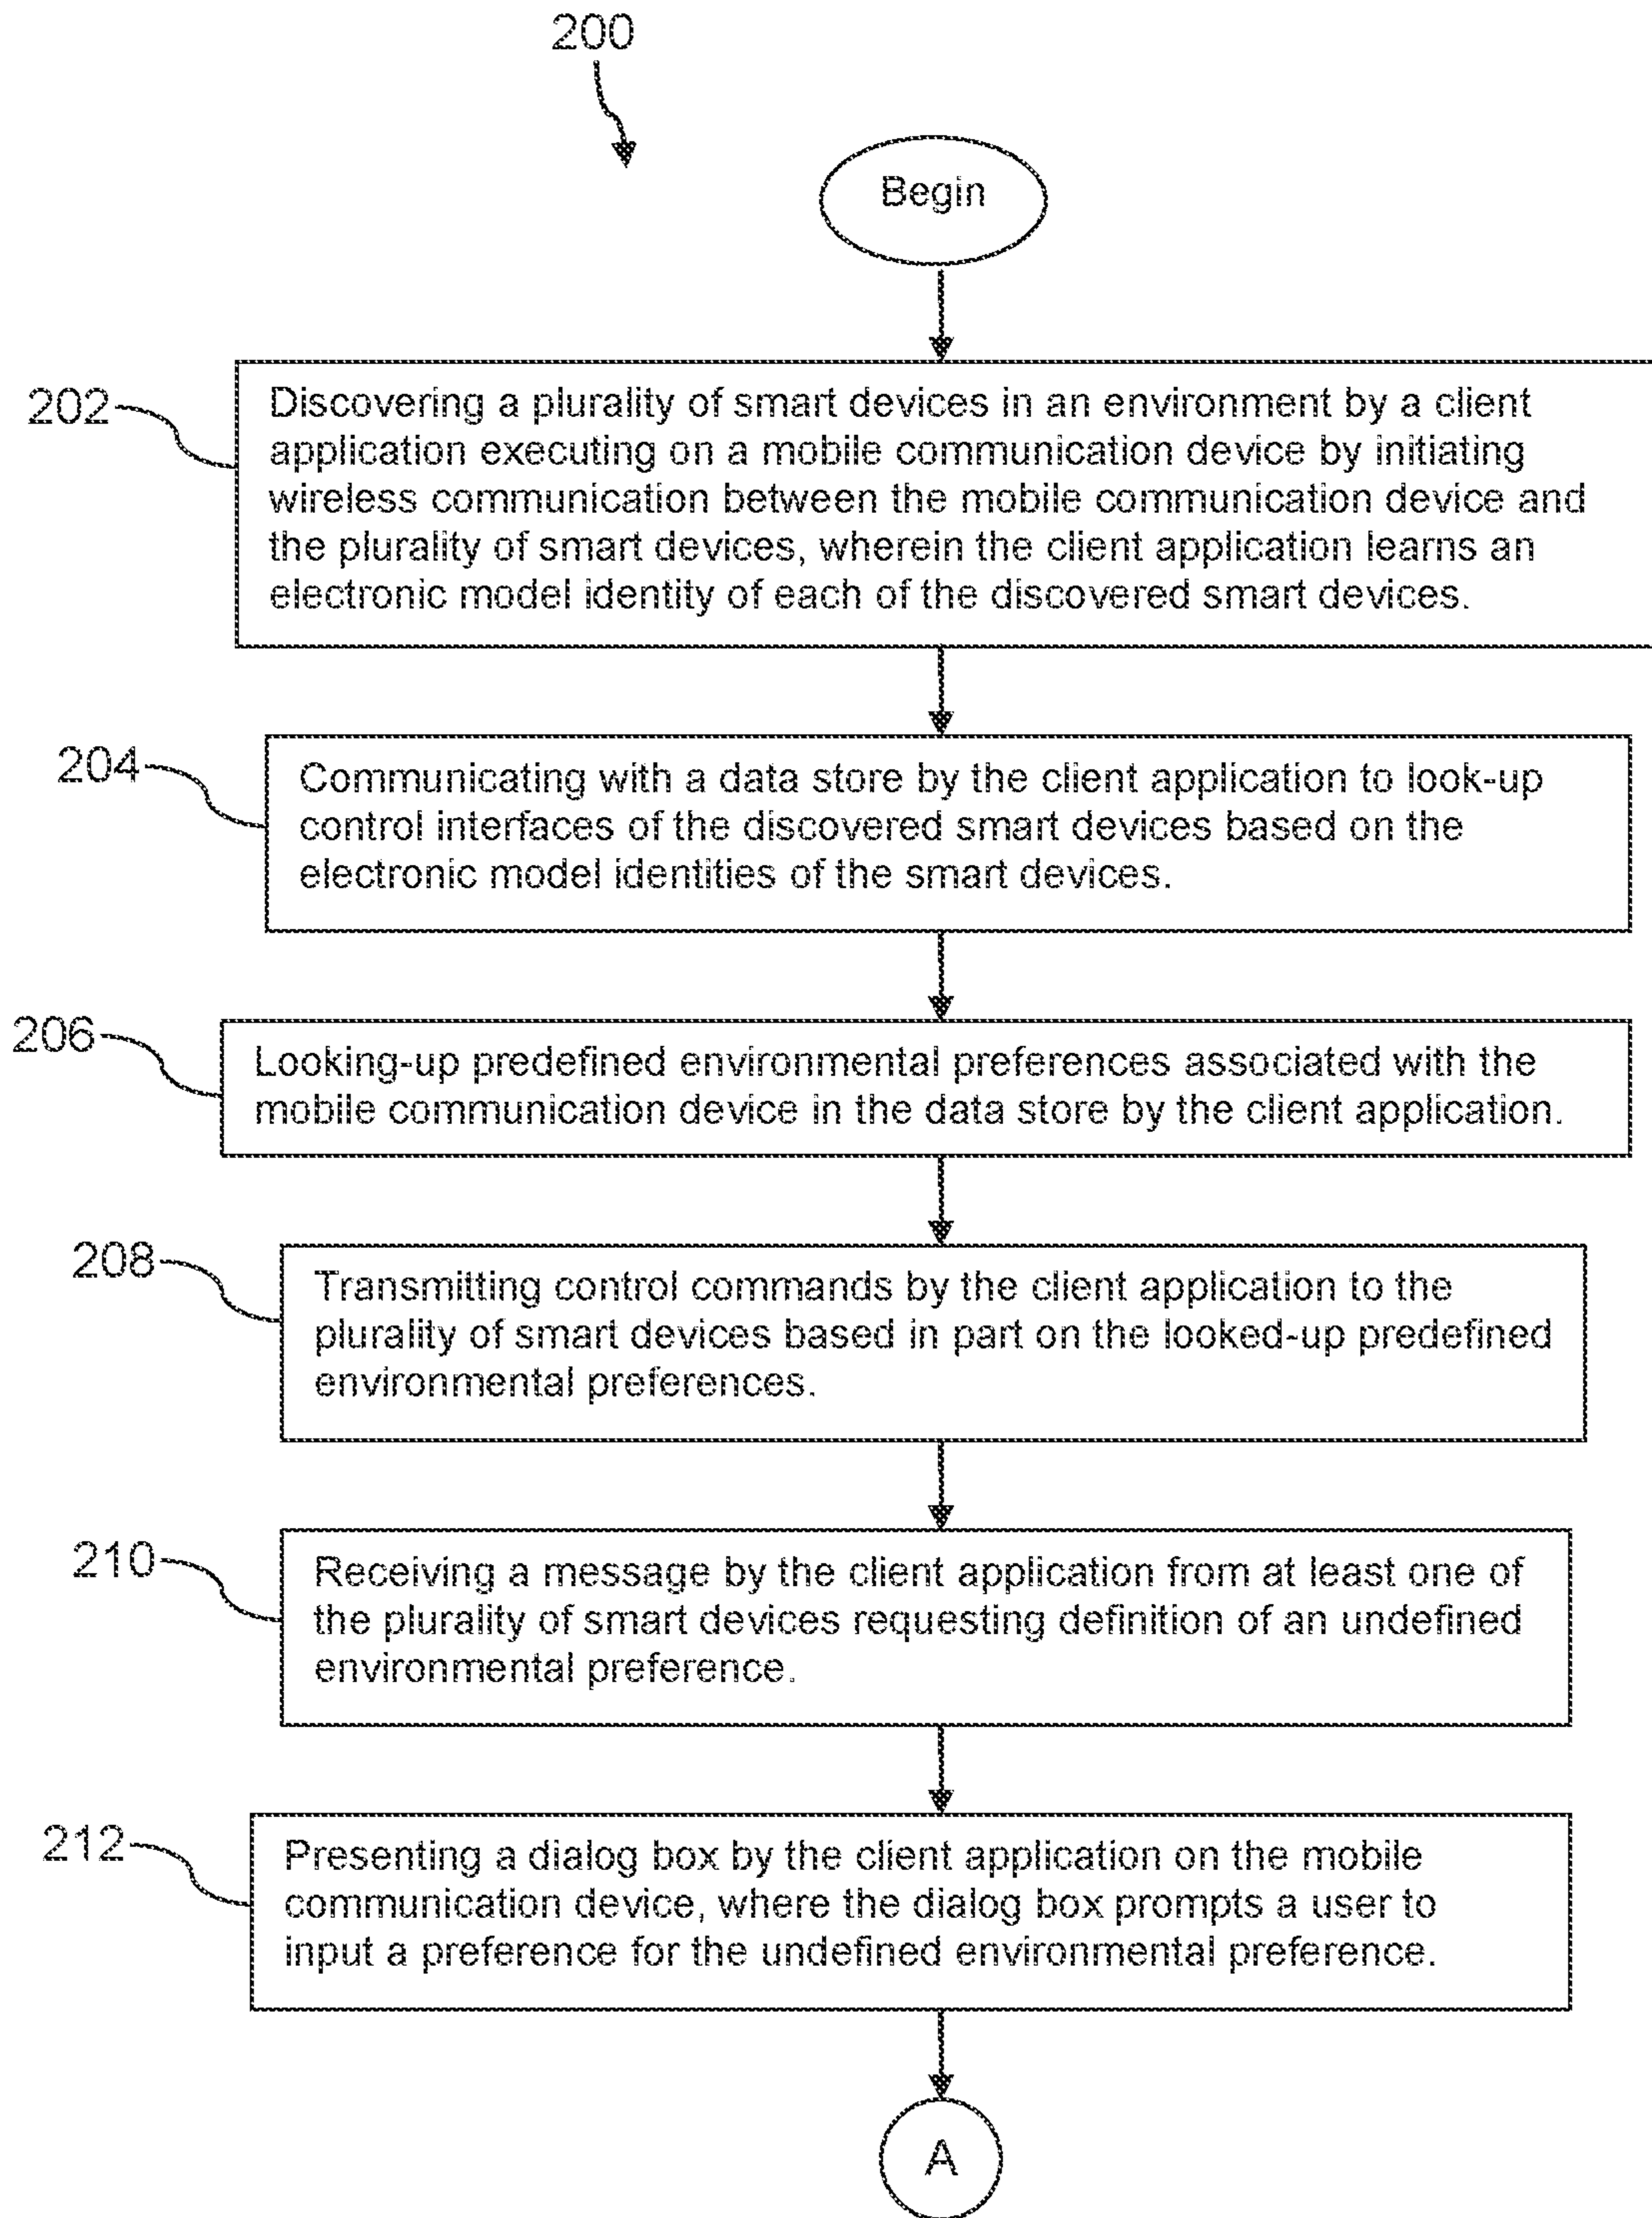 200
Begin
202
Discovering a plurality of smart devices in an environment by a client
application executing on a mobile communication device by initiating
wireless communication between the mobile communication device and
the plurality of smart devices, wherein the client application learns an
electronic model identity of each of the discovered smart devices.
204
Communicating with a data store by the client application to look-up
control interfaces of the discovered smart devices based on the
electronic model identities of the smart devices.
206
Looking-up predefined environmental preferences associated with the
mobile communication device in the data store by the client application.
208
Transmitting control commands by the client application to the
plurality of smart devices based in part on the looked-up predefined
environmental preferences.
210
Receiving a message by the client application from at least one of
the plurality of smart devices requesting definition of an undefined
environmental preference.
212
Presenting a dialog box by the client application on the mobile
communication device, where the dialog box prompts a user to
input a preference for the undefined environmental preference.
A